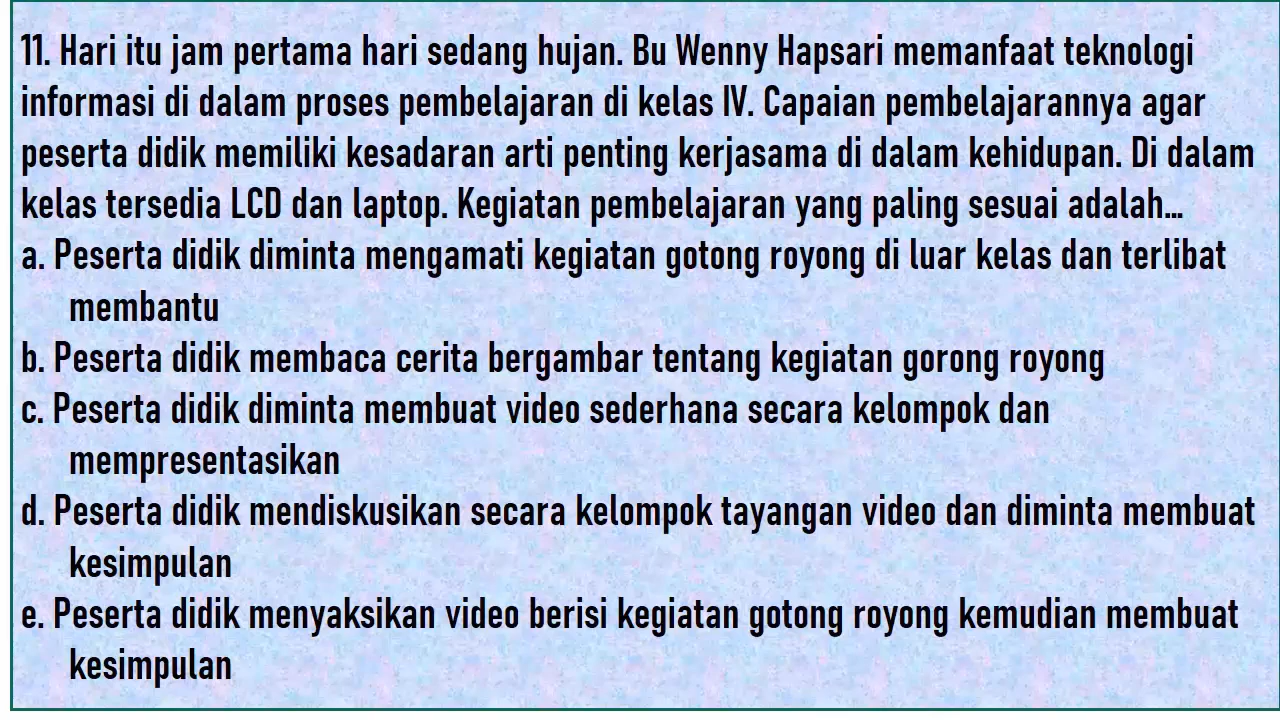 11. Hari itu jam pertama hari sedang hujan. Bu Wenny Hapsari memanfaat teknologi
informasi di dalam proses pembelajaran di kelas IV. Capaian pembelajarannya agar
peserta didik memiliki kesadaran arti penting kerjasama di dalam kehidupan. Di dalam
kelas tersedia LCD dan laptop. Kegiatan pembelajaran yang paling sesuai adalah...
a. Peserta didik diminta mengamati kegiatan gotong royong di luar kelas dan terlibat
membantu
b. Peserta didik membaca cerita bergambar tentang kegiatan gorong royong
c. Peserta didik diminta membuat video sederhana secara kelompok dan
mempresentasikan
d. Peserta didik mendiskusikan secara kelompok tayangan video dan diminta membuat
kesimpulan
e. Peserta didik menyaksikan video berisi kegiatan gotong royong kemudian membuat
kesimpulan